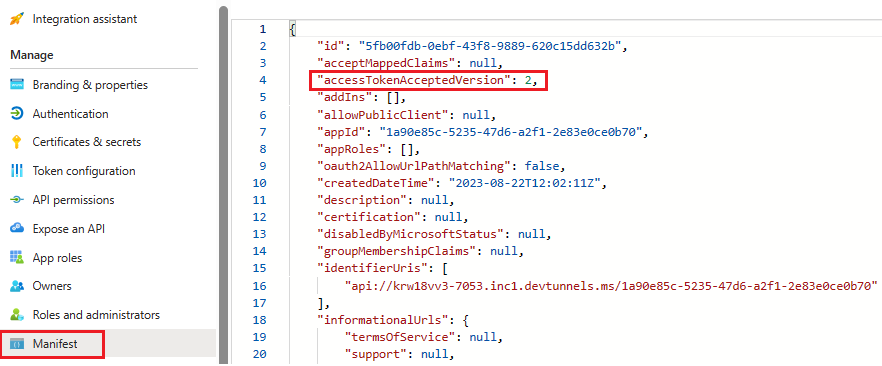 Integration assistant
Manage
Branding & properties
Authentication
Certificates & secrets
Token configuration
API permissions
Expose an API
App roles
Owners
Roles and administrators
Manifest
1 {
2 "id": "5fb00fdb-0ebf-43f8-9889-620c15dd632b",
3 "acceptMappedClaims": null,
4 "accessTokenAcceptedVersion": 2,
5 "addIns": [],
6 "allowPublicClient": null,
7 "appId": "1a90e85c-5235-47d6-a2f1-2e83e0ce0b70",
8 "appRoles": [],
9 "oauth2AllowUrlPathMatching": false,
10 "createdDateTime": "2023-08-22T12:02:11Z",
11 "description": null,
12 "certification": null,
13 "disabledByMicrosoftStatus": null,
14 "groupMembershipClaims": null,
15 "identifierUris": [
16 "api://krw18vv3-7053.inc1.devtunnels.ms/1a90e85c-5235-47d6-a2f1-2e83e0ce0b70"
17 ],
18 "informationalUrls": {
19 "termsOfService": null,
20 "support": null,